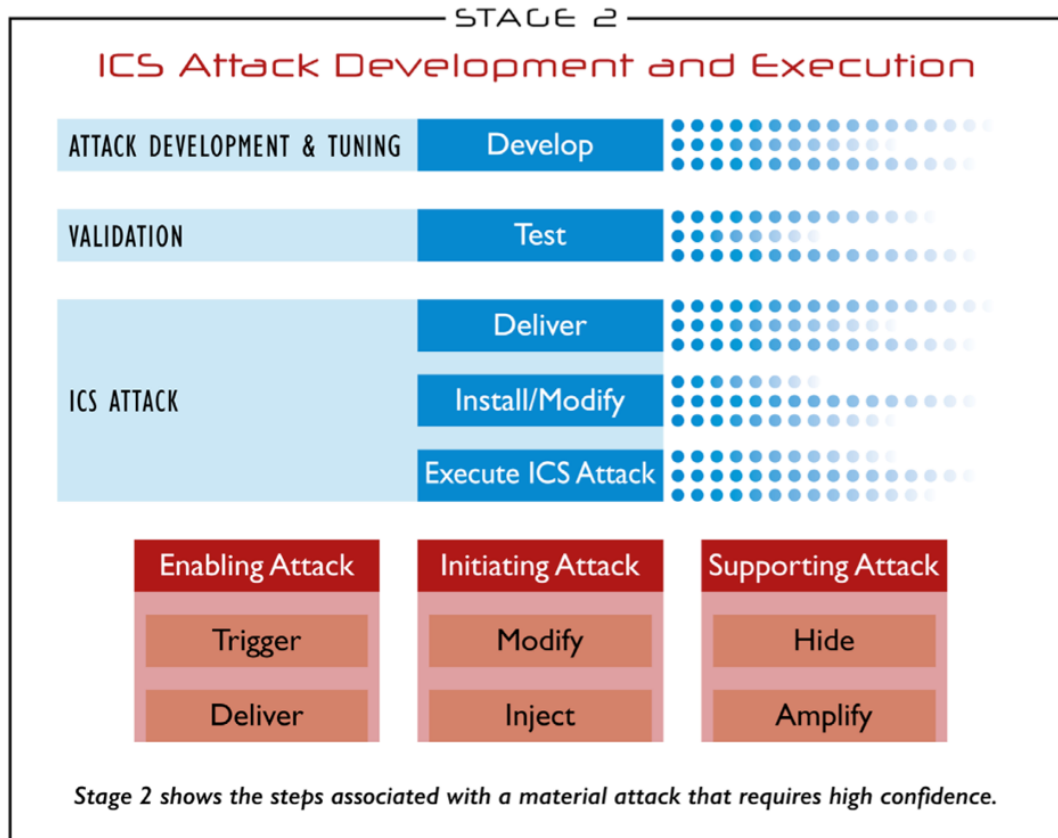 STAGE 2
ICS Attack Development and Execution
ATTACK DEVELOPMENT & TUNING
Develop
VALIDATION
Test
ICS ATTACK
Deliver
Install/Modify
Execute ICS Attack
Enabling Attack
Initiating Attack
Supporting Attack
Trigger
Modify
Hide
Deliver
Inject
Amplify
Stage 2 shows the steps associated with a material attack that requires high confidence.